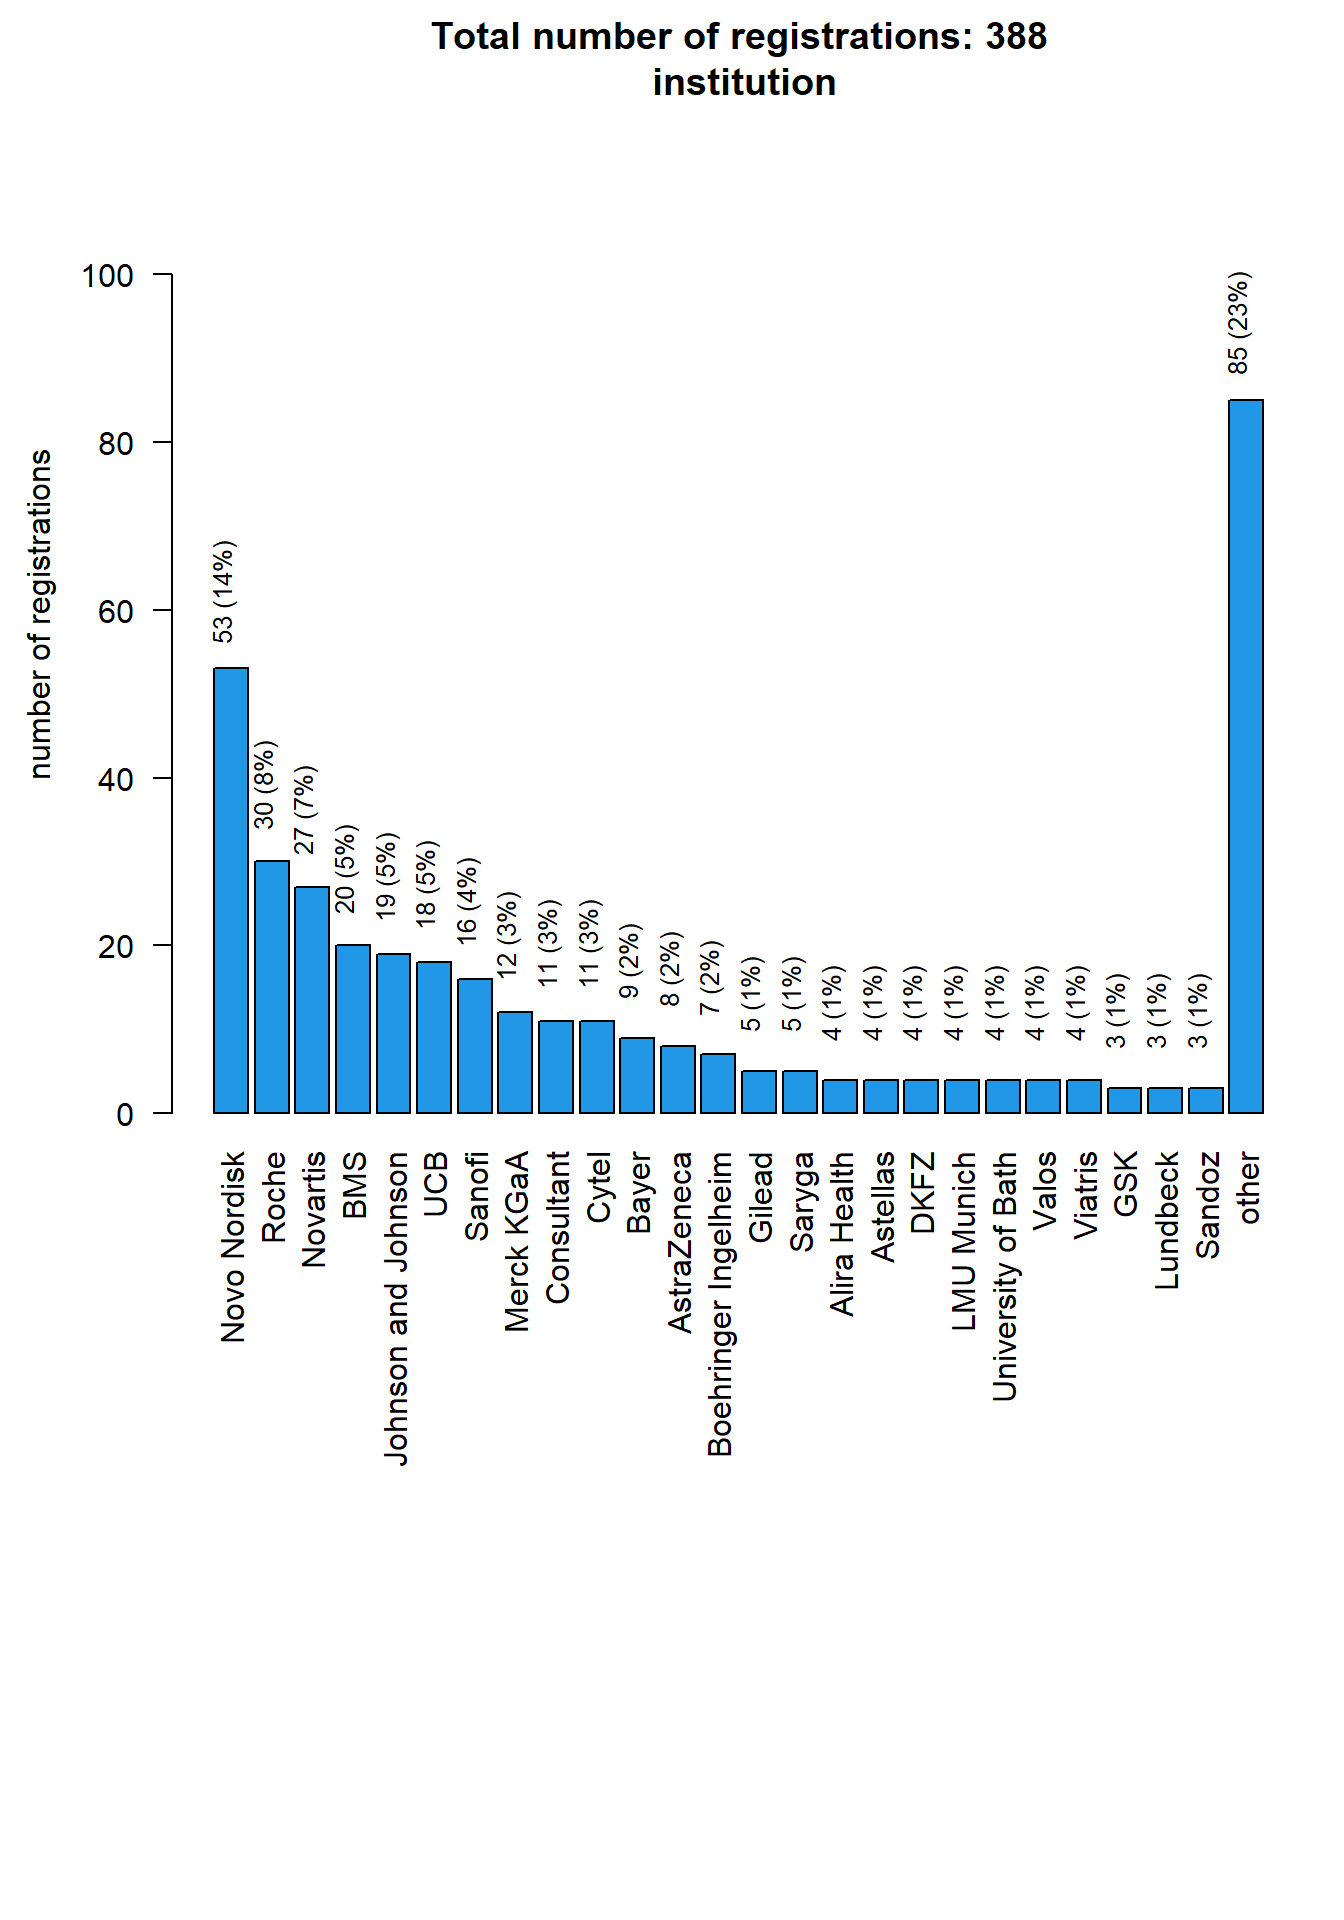 Total number of registrations: 388
institution
number of registrations
100
80
60
40
20
0
53 (14%)
30 (8%)
27 (7%)
20 (5%)
19 (5%)
18 (5%)
16 (4%)
12 (3%)
11 (3%)
11 (3%)
9 (2%)
8 (2%)
7 (2%)
5 (1%)
5 (1%)
4 (1%)
4 (1%)
4 (1%)
4 (1%)
4 (1%)
4 (1%)
4 (1%)
3 (1%)
3 (1%)
3 (1%)
85 (23%)
Novo Nordisk
Roche
Novartis
BMS
Johnson and Johnson
UCB
Sanofi
Merck KGaA
Consultant
Cytel
Bayer
AstraZeneca
Boehringer Ingelheim
Gilead
Saryga
Alira Health
Astellas
DKFZ
LMU Munich
University of Bath
Valos
Viatris
GSK
Lundbeck
Sandoz
other